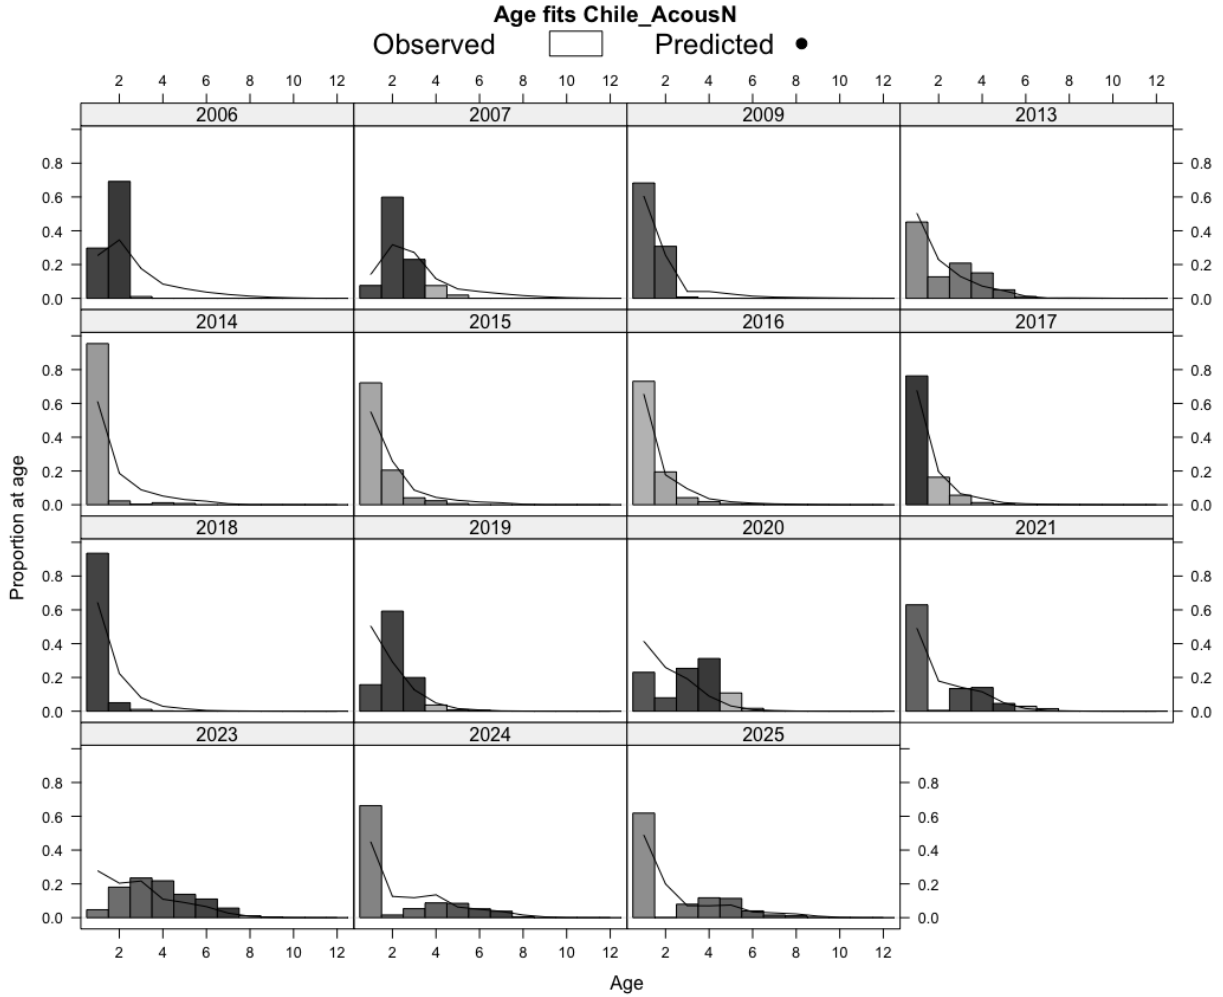 Age fits Chile_AcousN
Observed Predicted
2 4 6 8 10 12 2 4 6 8 10 12 2 4 6 8 10 12 2 4 6 8 10 12
2006 2007 2009 2013
0.8 0.8
0.6 0.6
0.4 0.4
0.2 0.2
0.0 0.0
2014 2015 2016 2017
0.8 0.8
0.6 0.6
0.4 0.4
0.2 0.2
0.0 0.0
2018 2019 2020 2021
0.8 0.8
0.6 0.6
0.4 0.4
0.2 0.2
0.0 0.0
2023 2024 2025
0.8 0.8
0.6 0.6
0.4 0.4
0.2 0.2
0.0 0.0
2 4 6 8 10 12 2 4 6 8 10 12 2 4 6 8 10 12
Proportion at age
Age